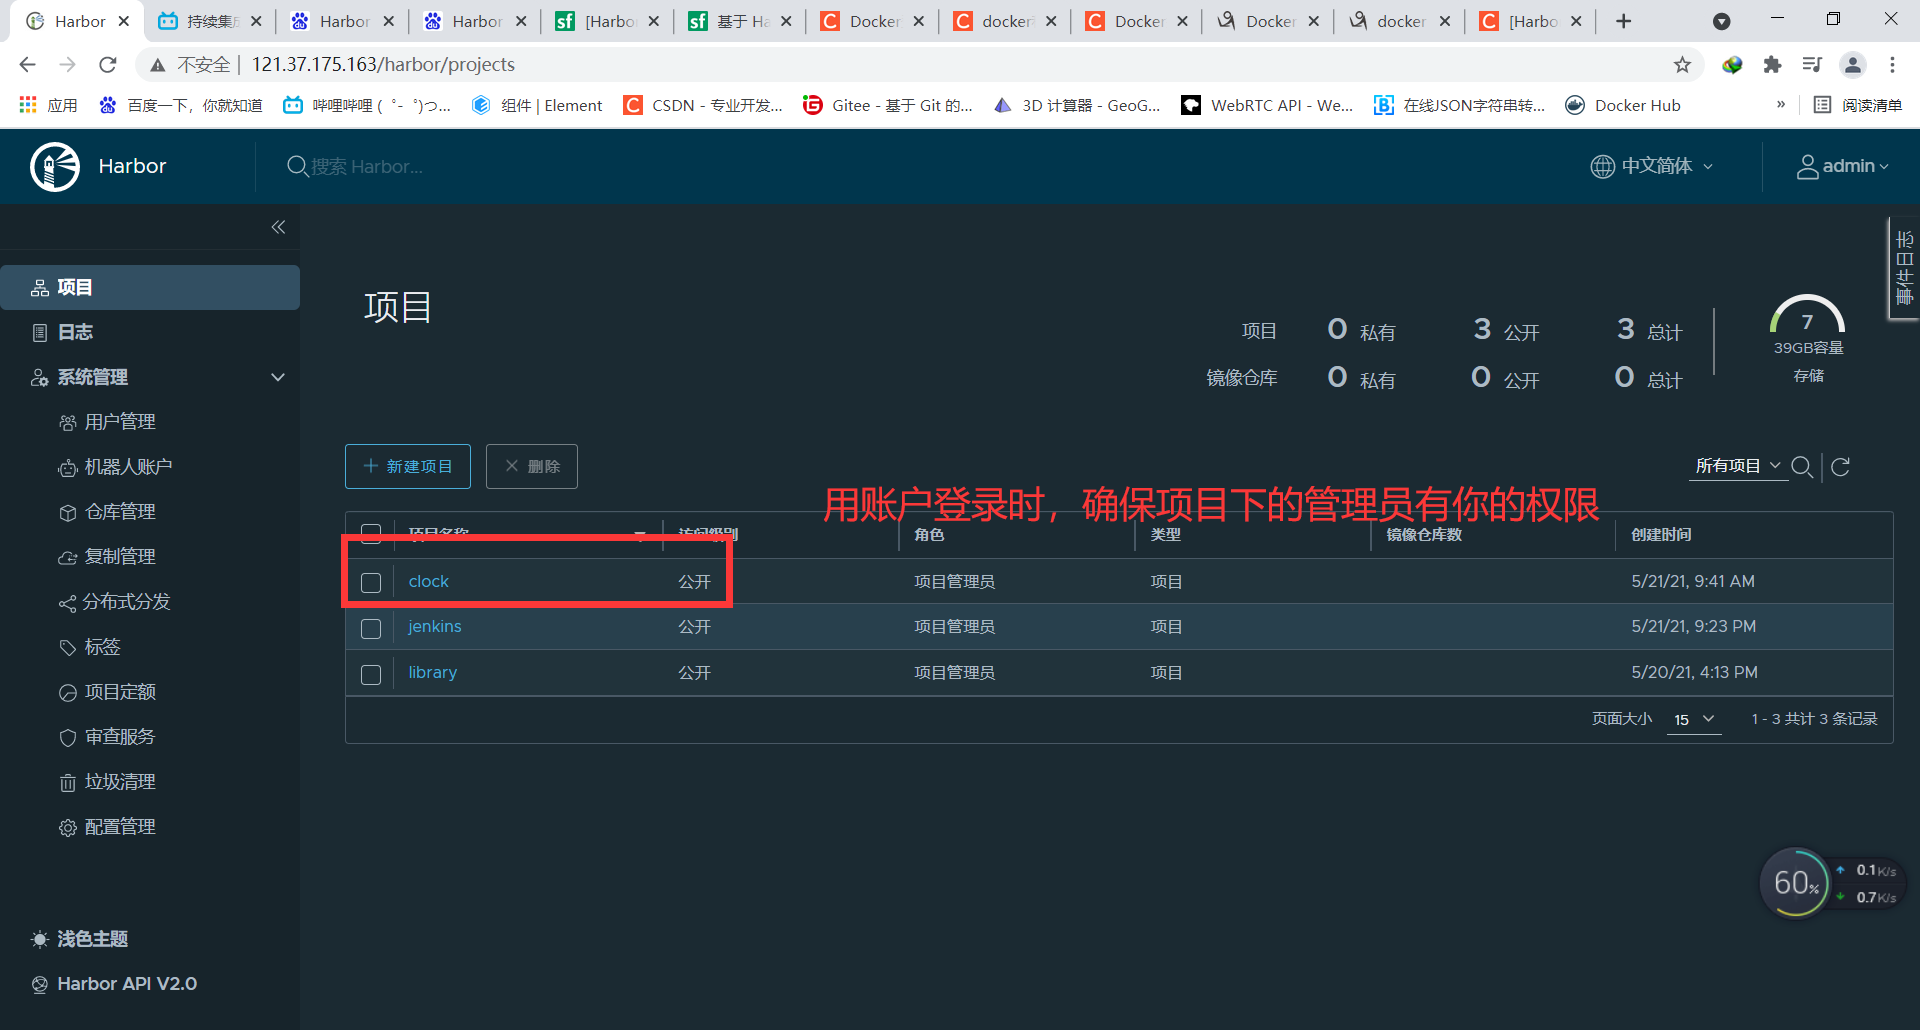 Harbor
持续集成
Harbor
Harbor
[Harbo
基于 Ha
Docker
docker
Docker
Docker
docker
[Harbo
不安全 | 121.37.175.163/harbor/projects
应用
百度一下，你就知道
哔哩哔哩 ( ゜- ゜)つ...
组件 | Element
CSDN - 专业开发...
Gitee - 基于 Git 的...
3D 计算器 - GeoG...
WebRTC API - We...
在线JSON字符串转...
Docker Hub
»
阅读清单
Harbor
搜索 Harbor...
中文简体
admin
事件日志
项目
日志
系统管理
用户管理
机器人账户
仓库管理
复制管理
分布式分发
标签
项目定额
审查服务
垃圾清理
配置管理
浅色主题
Harbor API V2.0
项目
项目 0 私有 3 公开 3 总计
镜像仓库 0 私有 0 公开 0 总计
7
39GB容量
存储
新建项目
删除
所有项目
用账户登录时，确保项目下的管理员有你的权限
项目名称 访问级别 角色 类型 镜像仓库数 创建时间
clock 公开 项目管理员 项目 5/21/21, 9:41 AM
jenkins 公开 项目管理员 项目 5/21/21, 9:23 PM
library 公开 项目管理员 项目 5/20/21, 4:13 PM
页面大小 15 1 - 3 共计 3 条记录
60%
0.1K/s
0.7K/s